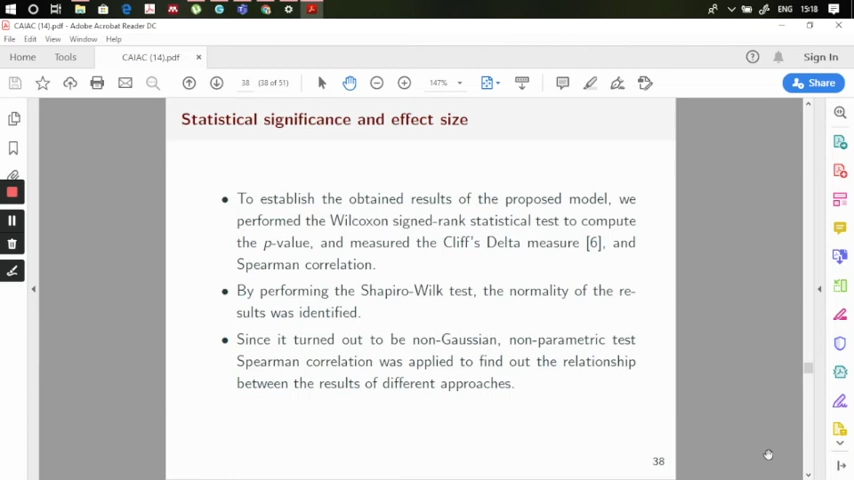 ENG 15:18
CAIAC (14).pdf - Adobe Acrobat Reader DC
File Edit View Window Help
Home Tools CAIAC (14).pdf × Sign In
38 (38 of 51) 147% Share
Statistical significance and effect size
• To establish the obtained results of the proposed model, we
performed the Wilcoxon signed-rank statistical test to compute
the p-value, and measured the Cliff's Delta measure [6], and
Spearman correlation.
• By performing the Shapiro-Wilk test, the normality of the re-
sults was identified.
• Since it turned out to be non-Gaussian, non-parametric test
Spearman correlation was applied to find out the relationship
between the results of different approaches.
38